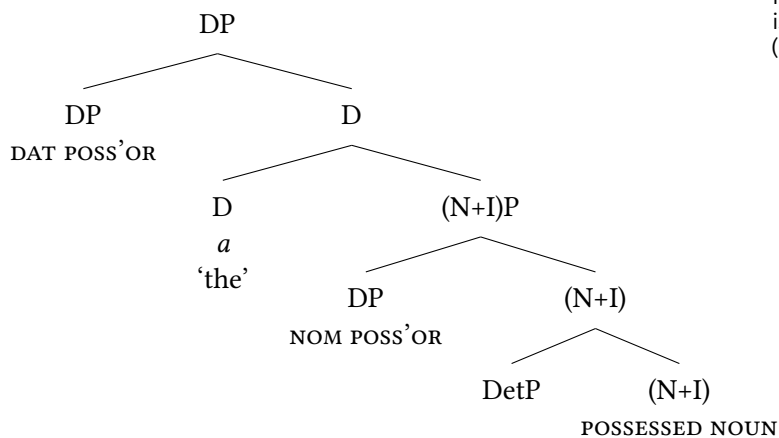 DP
DP D
DAT POSS’OR
D (N+I)P
a
‘the’
DP (N+I)
NOM POSS’OR
DetP (N+I)
POSSESSED NOUN
i
(